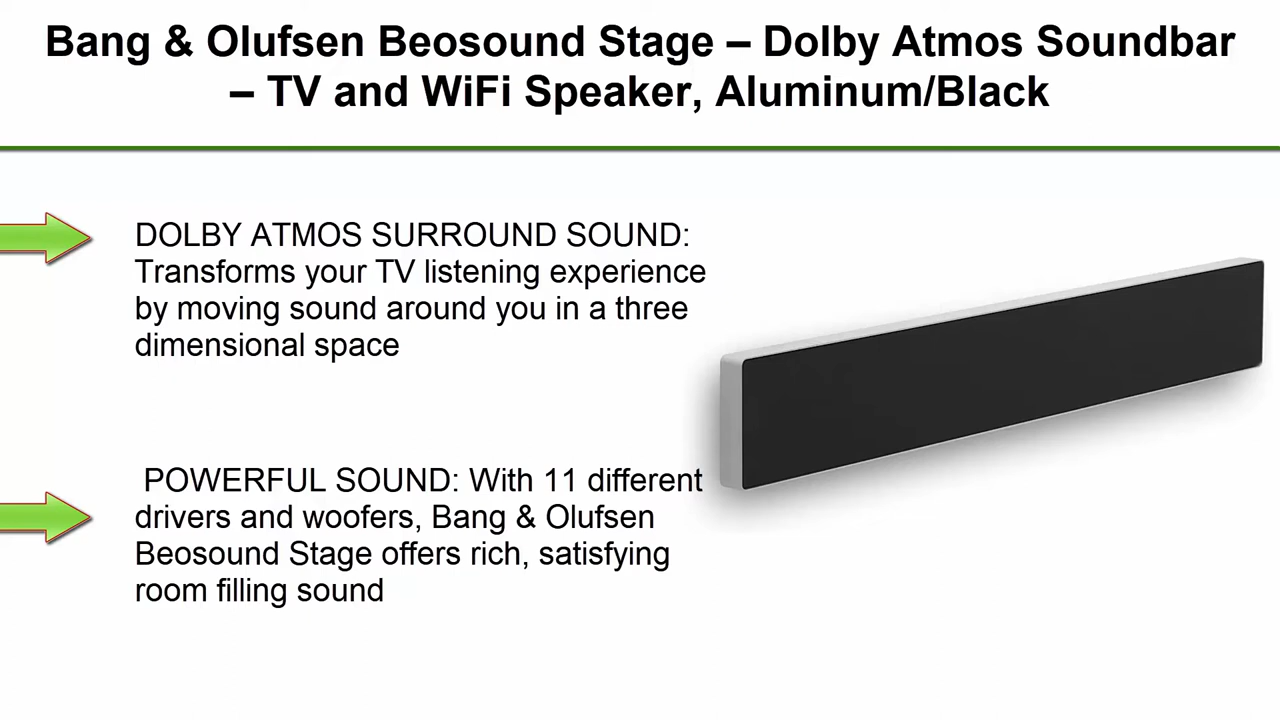 Bang & Olufsen Beosound Stage – Dolby Atmos Soundbar
– TV and WiFi Speaker, Aluminum/Black
DOLBY ATMOS SURROUND SOUND:
Transforms your TV listening experience
by moving sound around you in a three
dimensional space
POWERFUL SOUND: With 11 different
drivers and woofers, Bang & Olufsen
Beosound Stage offers rich, satisfying
room filling sound